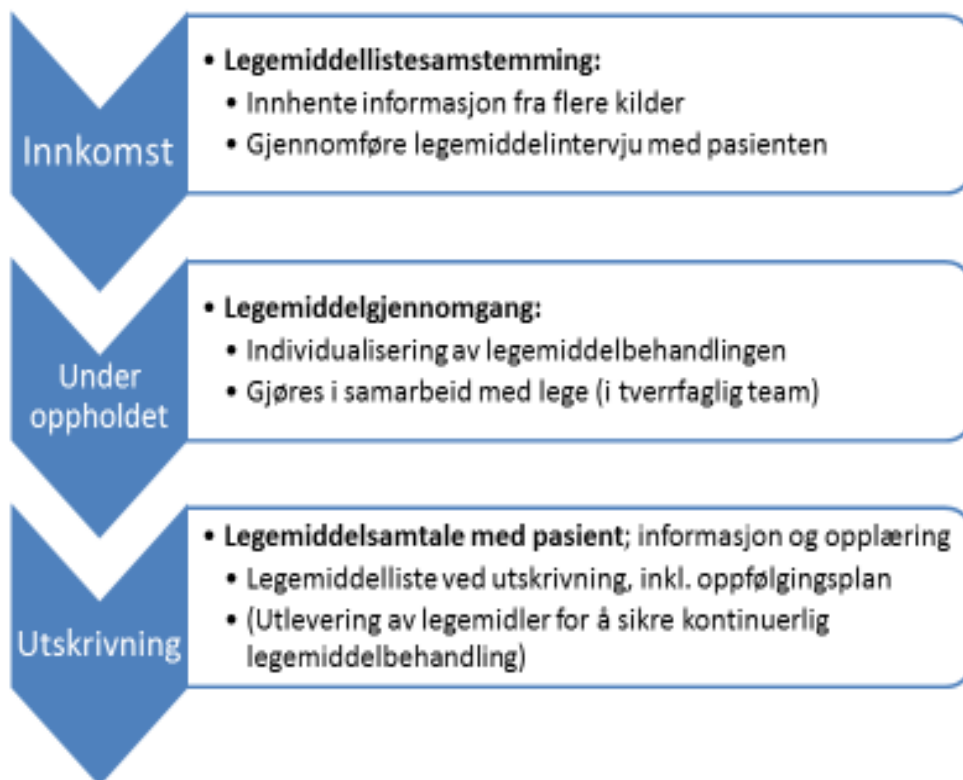 Innkomst
• Legemiddellistesamstemming:
• Innhente informasjon fra flere kilder
• Gjennomføre legemiddelintervju med pasienten
Under
oppholdet
• Legemiddelgjennomgang:
• Individualisering av legemiddelbehandlingen
• Gjøres i samarbeid med lege (i tverrfaglig team)
Utskrivning
• Legemiddelsamtale med pasient; informasjon og opplæring
• Legemiddelliste ved utskrivning, inkl. oppfølgingsplan
• (Utlevering av legemidler for å sikre kontinuerlig
legemiddelbehandling)